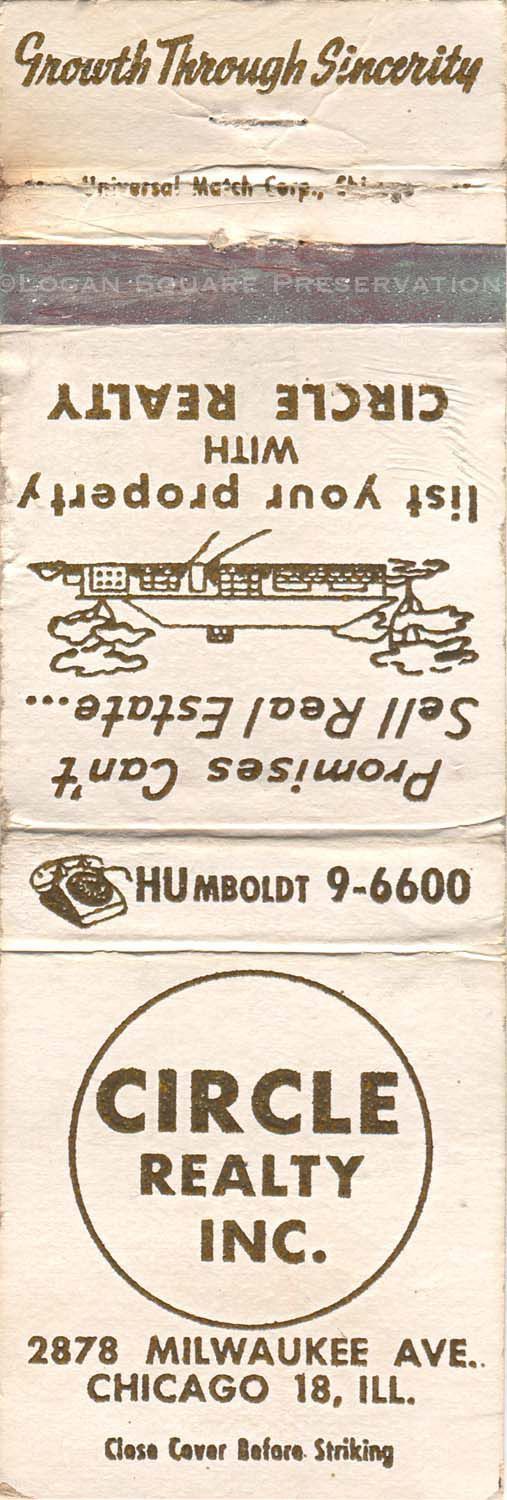 Growth Through Sincerity
Universal Match Corp., Chicago
©LOGAN SQUARE PRESERVATION
Promises Can't
Sell Real Estate...
list your property
WITH
CIRCLE REALTY
HUMBOLDT 9-6600
CIRCLE
REALTY
INC.
2878 MILWAUKEE AVE.
CHICAGO 18, ILL.
Close Cover Before Striking